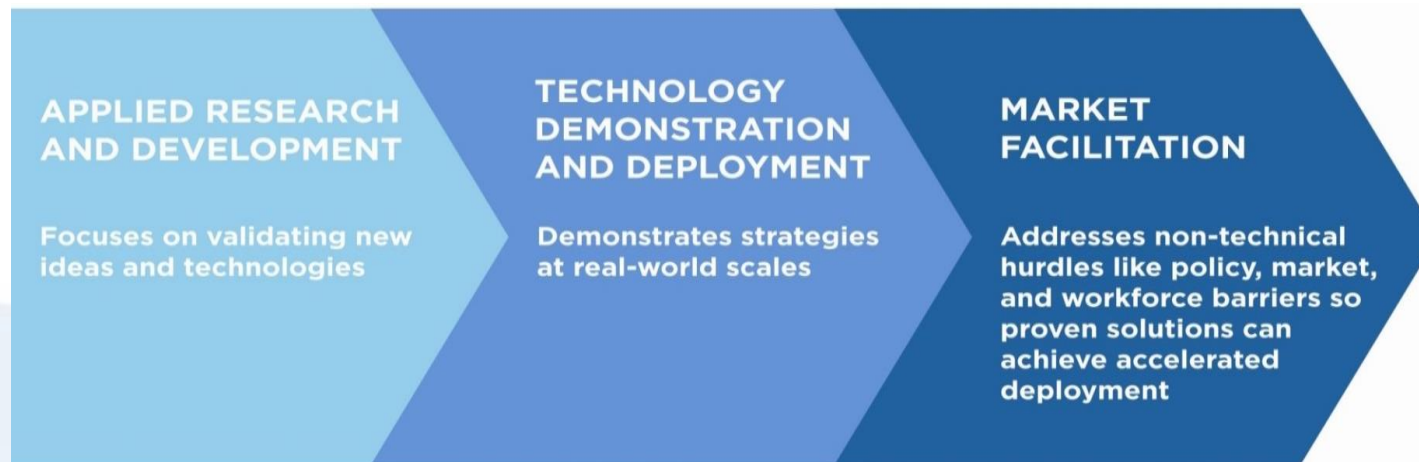 APPLIED RESEARCH
AND DEVELOPMENT
Focuses on validating new
ideas and technologies
TECHNOLOGY
DEMONSTRATION
AND DEPLOYMENT
Demonstrates strategies
at real-world scales
MARKET
FACILITATION
Addresses non-technical
hurdles like policy, market,
and workforce barriers so
proven solutions can
achieve accelerated
deployment